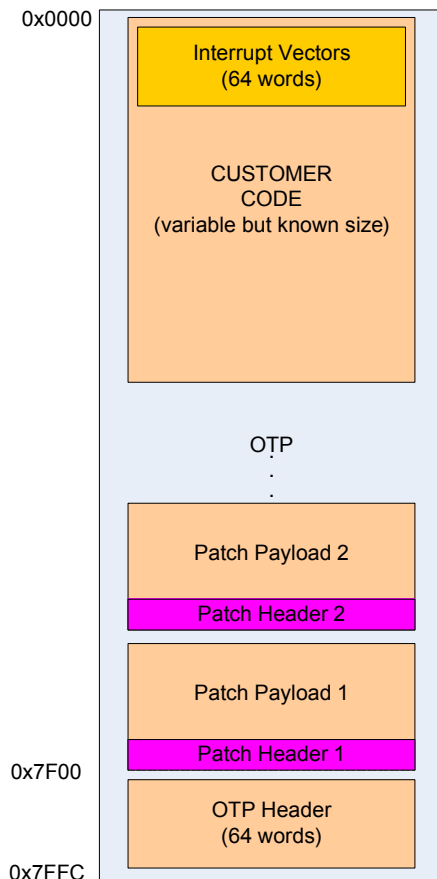 0x0000
Interrupt Vectors
(64 words)
CUSTOMER
CODE
(variable but known size)
OTP
.
.
.
Patch Payload 2
Patch Header 2
Patch Payload 1
Patch Header 1
0x7F00
OTP Header
(64 words)
0x7FFC